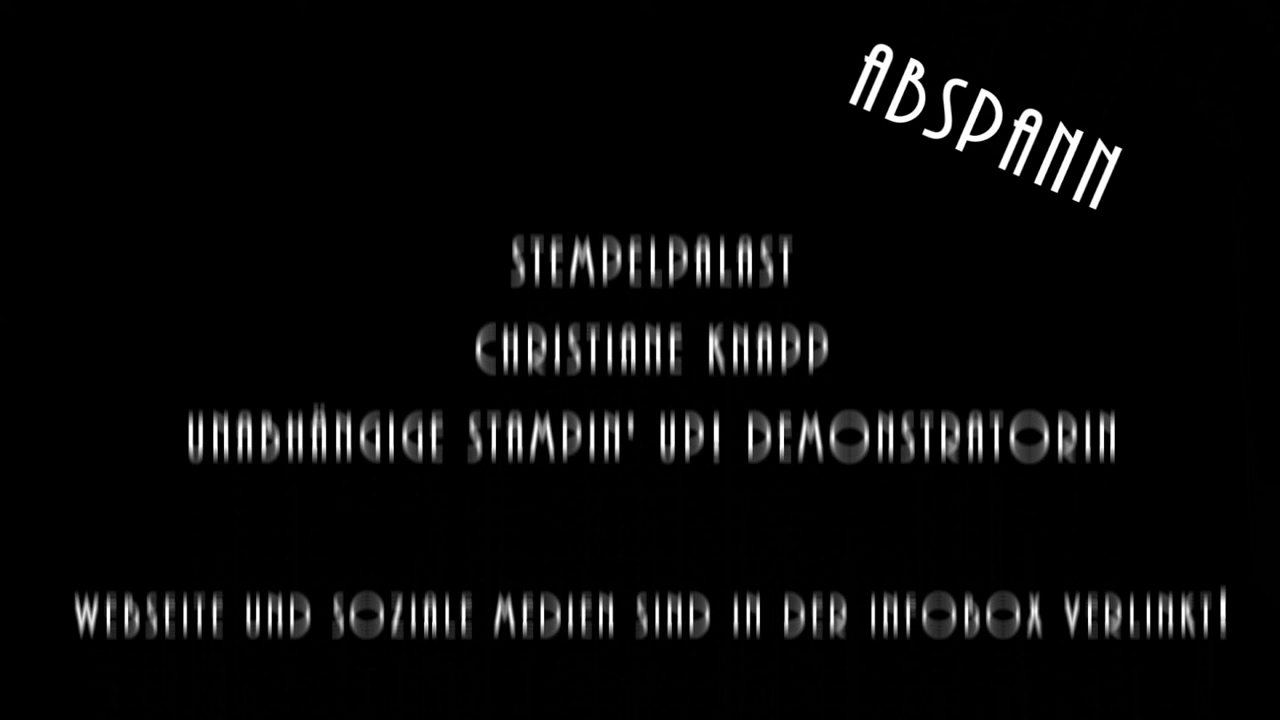 ABSPANN
STEMPELPALAST
CHRISTIANE KNAPP
UNABHÄNGIGE STAMPIN' UP! DEMONSTRATORIN
WEBSEITE UND SOZIALE MEDIEN SIND IN DER INFOBOX VERLINKT!